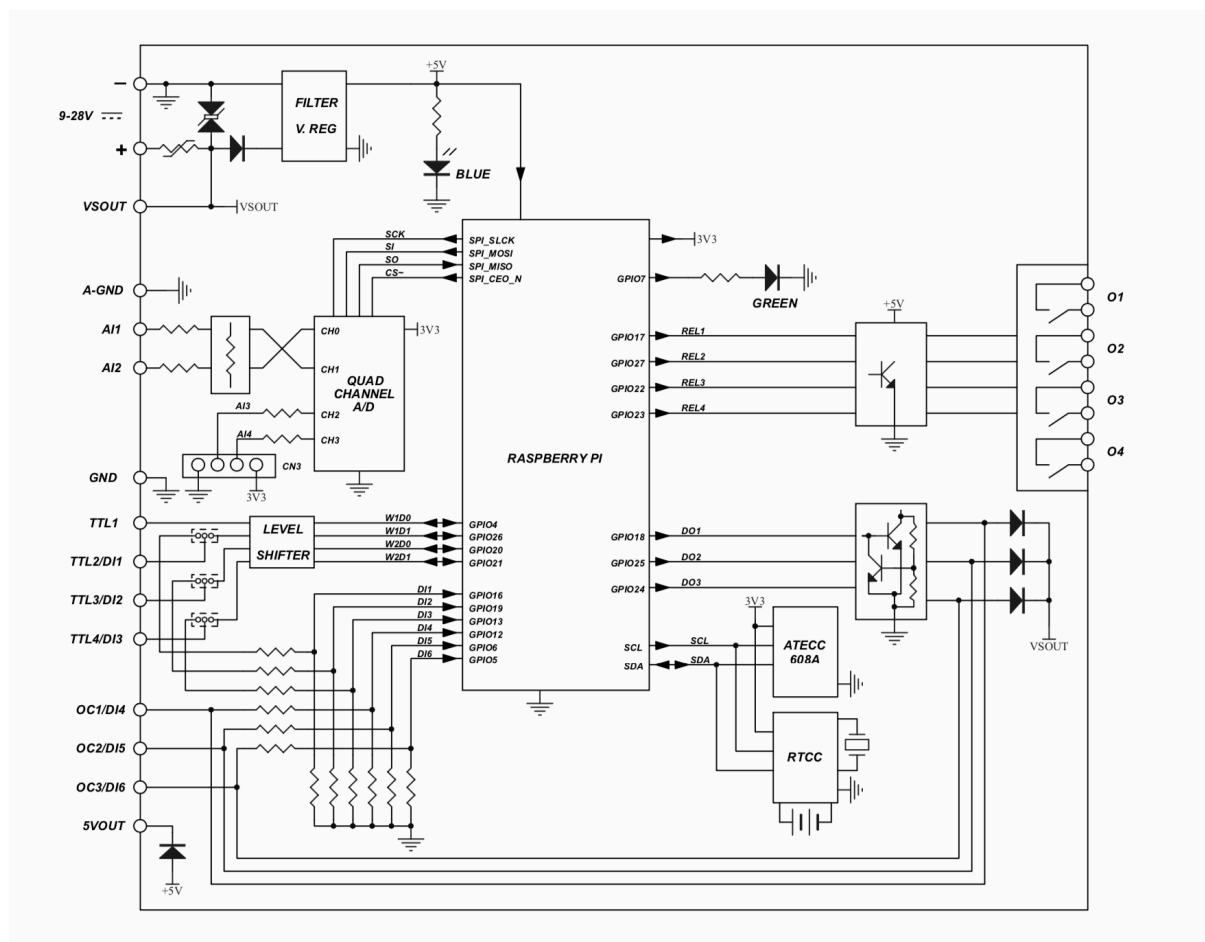 +5V
−
FILTER
V. REG
9-28V
+
BLUE
VSOUT
VSOUT
SCK
SI
SO
CS~
SPI_SLCK
SPI_MOSI
SPI_MISO
SPI_CEO_N
3V3
GPIO7
GREEN
A-GND
AI1
AI2
CH0
CH1
CH2
CH3
3V3
QUAD
CHANNEL
A/D
AI3
AI4
CN3
3V3
GND
RASPBERRY PI
GPIO17
GPIO27
GPIO22
GPIO23
REL1
REL2
REL3
REL4
+5V
O1
O2
O3
O4
TTL1
TTL2/DI1
TTL3/DI2
TTL4/DI3
LEVEL
SHIFTER
W1D0
W1D1
W2D0
W2D1
GPIO4
GPIO26
GPIO20
GPIO21
DI1
DI2
DI3
DI4
DI5
DI6
GPIO16
GPIO19
GPIO13
GPIO12
GPIO6
GPIO5
GPIO18
GPIO25
GPIO24
DO1
DO2
DO3
VSOUT
SCL
SDA
SCL
SDA
3V3
ATECC
608A
RTCC
OC1/DI4
OC2/DI5
OC3/DI6
5VOUT
+5V